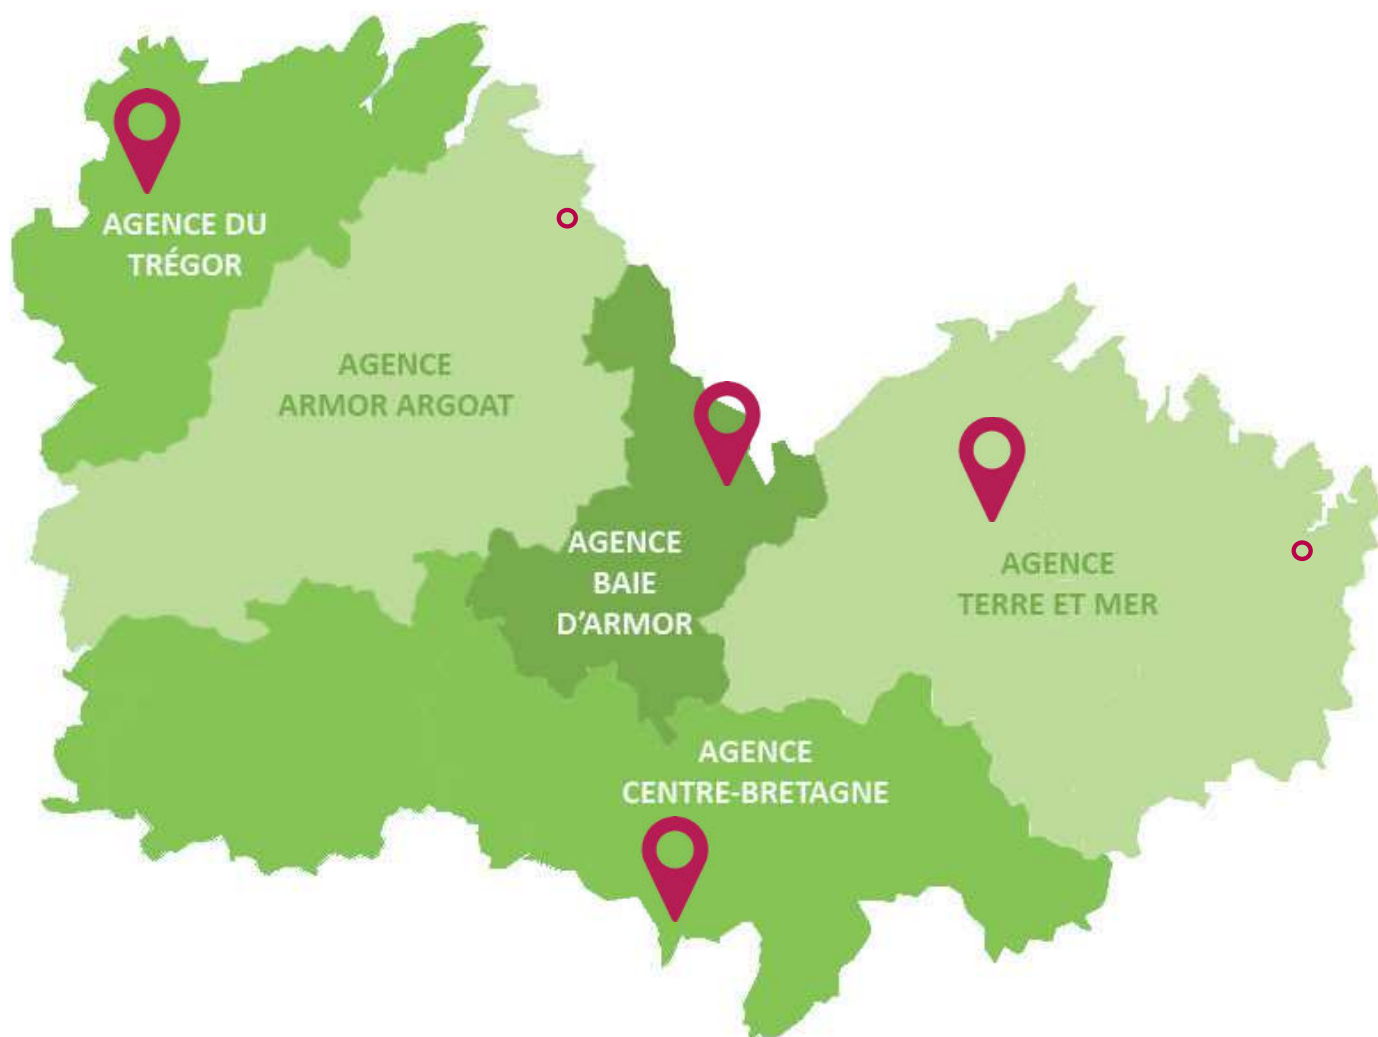 AGENCE DU
TRÉGOR
AGENCE
ARMOR ARGOAT
AGENCE
BAIE
D’ARMOR
AGENCE
TERRE ET MER
AGENCE
CENTRE-BRETAGNE